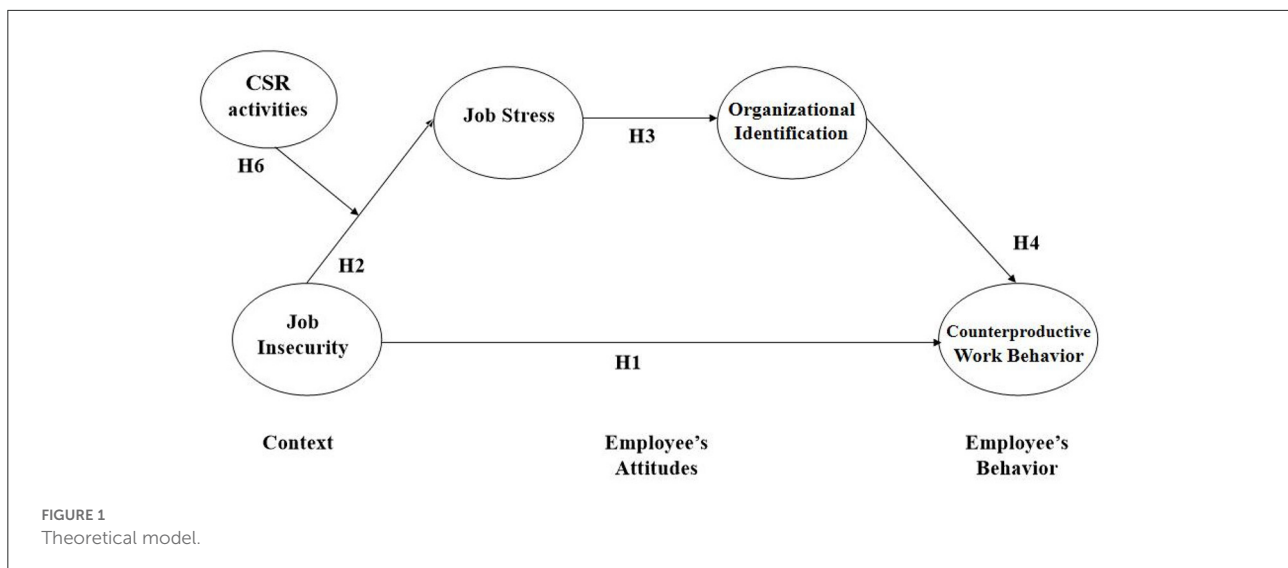 CSR
activities
H6
Job Stress
H3
Organizational
Identification
H2
H4
Job
Insecurity
H1
Counterproductive
Work Behavior
Context
Employee’s
Attitudes
Employee’s
Behavior
FIGURE 1
Theoretical model.